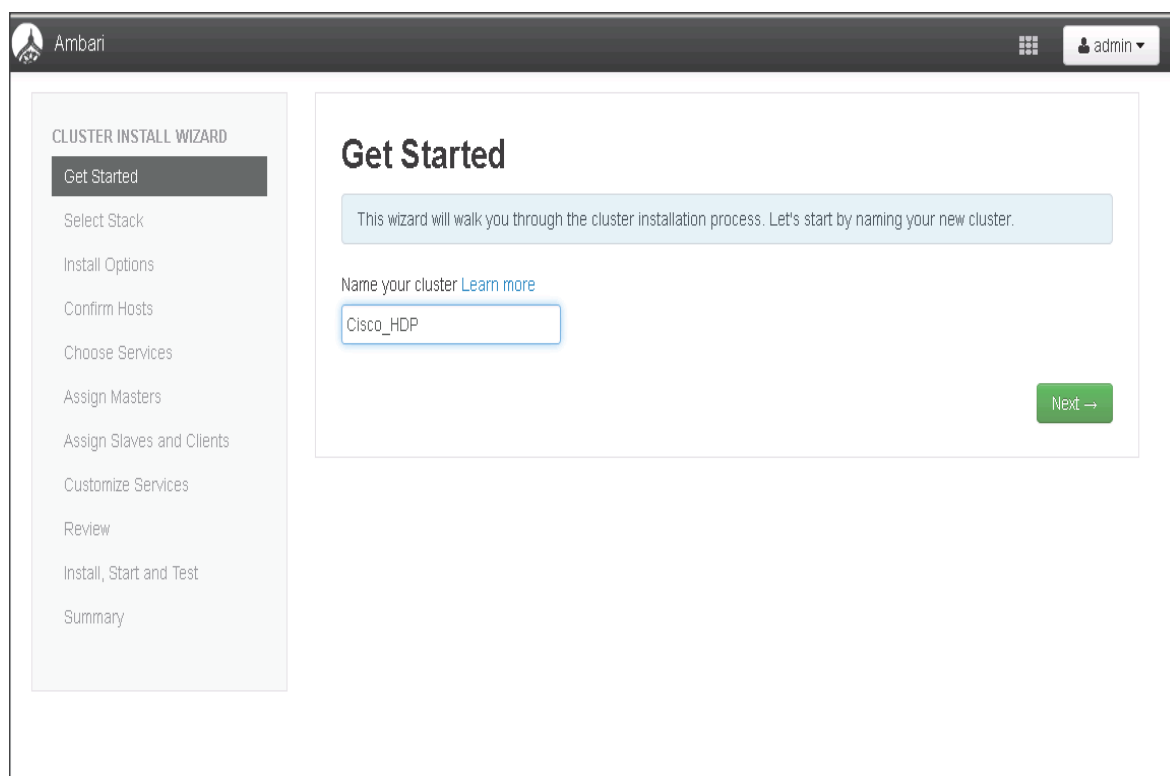 Ambari
admin
CLUSTER INSTALL WIZARD
Get Started
Select Stack
Install Options
Confirm Hosts
Choose Services
Assign Masters
Assign Slaves and Clients
Customize Services
Review
Install, Start and Test
Summary
Get Started
This wizard will walk you through the cluster installation process. Let's start by naming your new cluster.
Name your cluster Learn more
Cisco_HDP
Next →